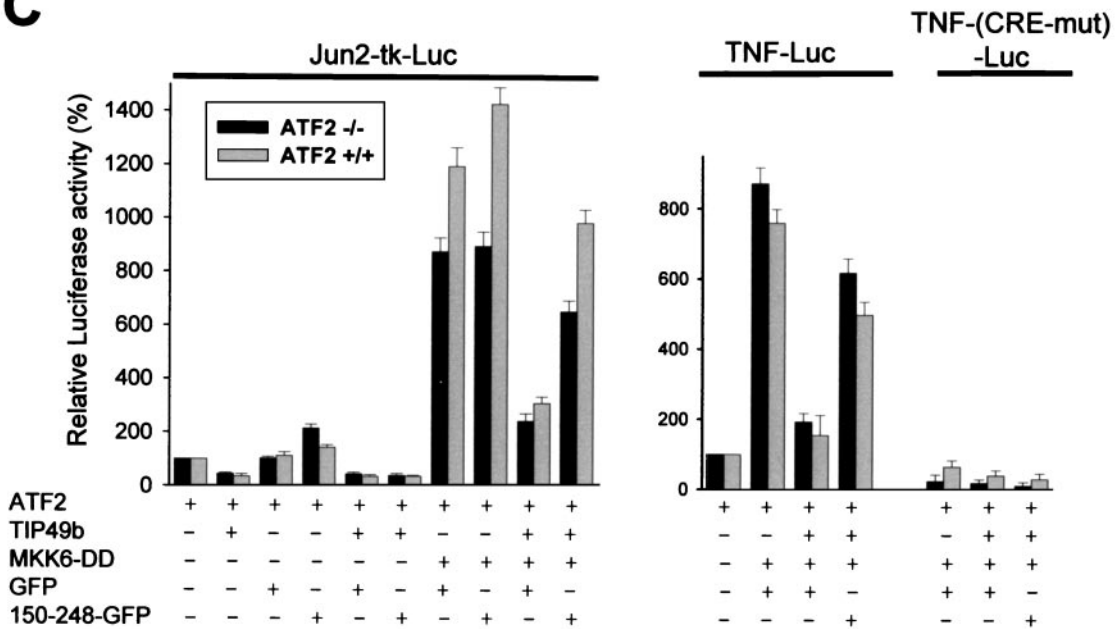 C
Jun2-tk-Luc
TNF-Luc
TNF-(CRE-mut)
-Luc
ATF2 -/-
ATF2 +/+
Relative Luciferase activity (%)
1400
1200
1000
800
600
400
200
0
800
600
400
200
0
ATF2 + + + + + + + + + + + + + + + + +
TIP49b - + - - + + - - + + - - + + - + +
MKK6-DD - - - - - - + + + + - + + + + + +
GFP - - + - + - + - + - - + + - + + -
150-248-GFP - - - + - + - + - + - - - + - - +